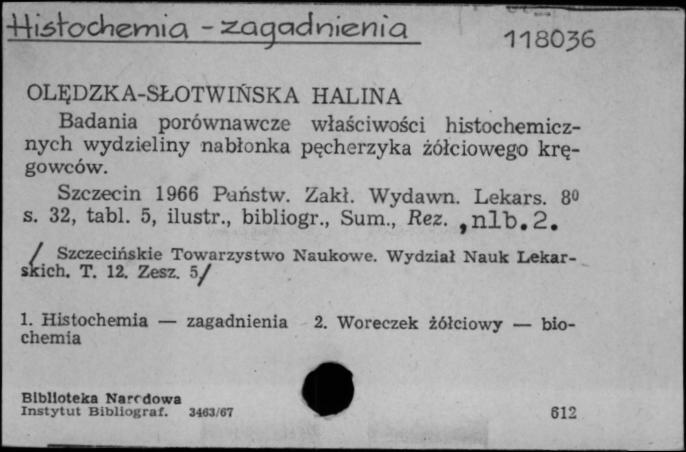 Histochemia - zagadnienia
118036
OLĘDZKA-SŁOTWIŃSKA HALINA
Badania porównawcze właściwości histochemicz-
nych wydzieliny nabłonka pęcherzyka żółciowego krę-
gowców.
Szczecin 1966 Państw. Zakł. Wydawn. Lekars. 8⁰
s. 32, tabl. 5, ilustr., bibliogr., Sum., Rez. ,nlb.2.
/ Szczecińskie Towarzystwo Naukowe. Wydział Nauk Lekar-
skich. T. 12. Zesz. 5/
1. Histochemia — zagadnienia 2. Woreczek żółciowy — bio-
chemia
Biblioteka Narodowa
Instytut Bibliograf. 3463/67
612